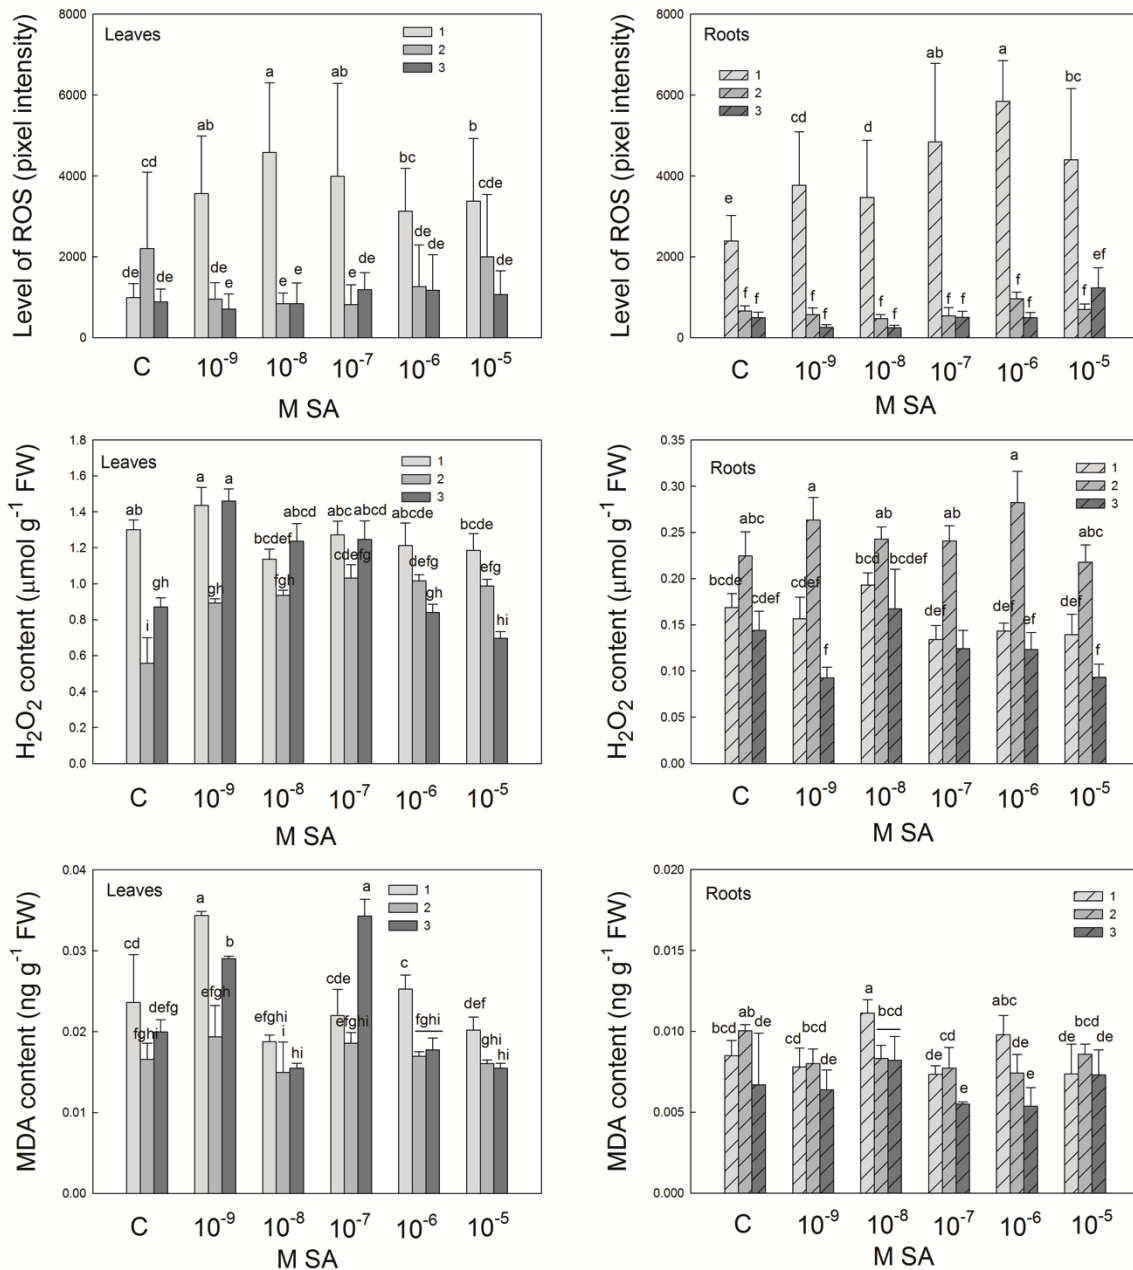 8000
Leaves
1
2
3
a
ab
ab
6000
b
bc
cd
cde
4000
2000
de
de
de
e
e
e
e
de
de
de
de
0
Level of ROS (pixel intensity)
C
10-9
10-8
10-7
10-6
10-5
M SA
8000
Roots
1
2
3
ab
a
bc
cd
d
6000
e
4000
2000
ef
f
f
f
f
f
f
f
f
f
f
f
0
Level of ROS (pixel intensity)
C
10-9
10-8
10-7
10-6
10-5
M SA
1.8
Leaves
1
2
3
1.6
a
a
ab
abcd
abc
abcd
abcde
1.4
bcdef
bcde
1.2
cdefg
defg
efg
1.0
gh
gh
fgh
gh
0.8
hi
i
0.6
0.4
0.2
0.0
H2O2 content (μmol g-1 FW)
C
10-9
10-8
10-7
10-6
10-5
M SA
0.35
Roots
1
2
3
a
0.30
a
abc
ab
ab
abc
0.25
0.20
bcde
cdef
cdef
bcd
bcdef
def
def
ef
def
0.15
f
f
0.10
0.05
0.00
H2O2 content (μmol g-1 FW)
C
10-9
10-8
10-7
10-6
10-5
M SA
0.04
Leaves
1
2
3
a
a
cd
b
0.03
cde
c
defg
efgh
efghi
def
0.02
fghi
i
hi
efghi
fghi
ghi
hi
0.01
0.00
MDA content (ng g-1 FW)
C
10-9
10-8
10-7
10-6
10-5
M SA
0.020
Roots
1
2
3
0.015
a
ab
abc
bcd
de
cd
bcd
de
bcd
de
cd
de
de
bcd
de
0.010
e
e
0.005
0.000
MDA content (ng g-1 FW)
C
10-9
10-8
10-7
10-6
10-5
M SA